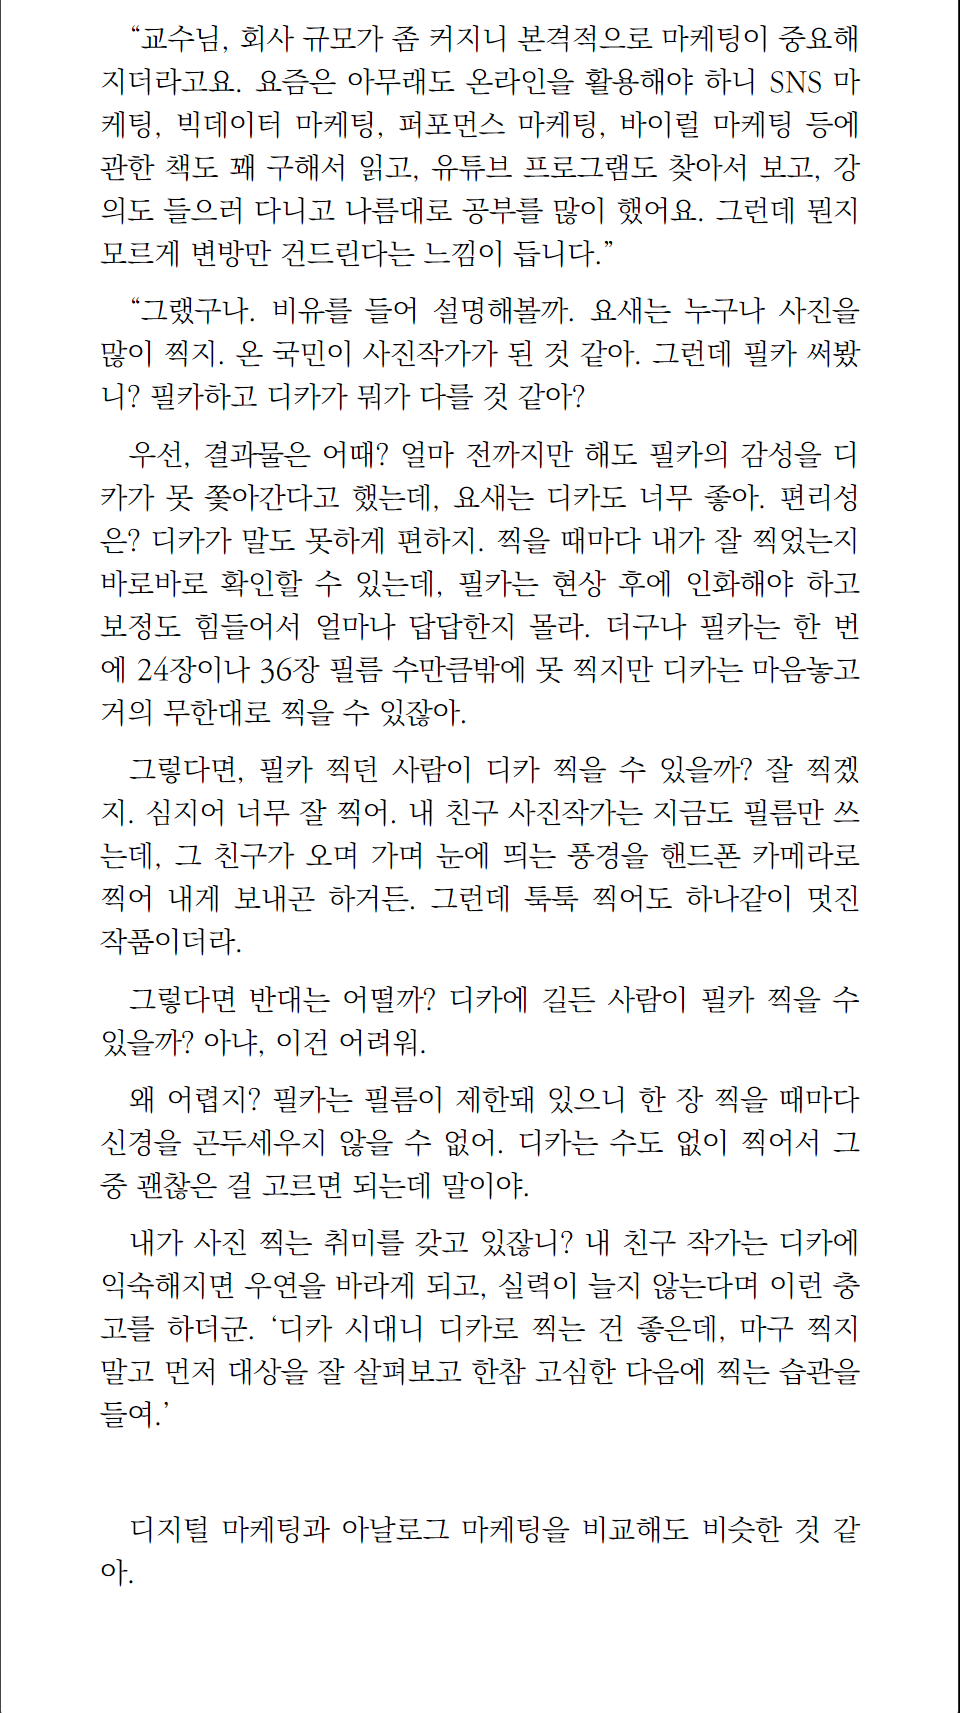 “교수님, 회사 규모가 좀 커지니 본격적으로 마케팅이 중요해
지더라고요. 요즘은 아무래도 온라인을 활용해야 하니 SNS 마
케팅, 빅데이터 마케팅, 퍼포먼스 마케팅, 바이럴 마케팅 등에
관한 책도 꽤 구해서 읽고, 유튜브 프로그램도 찾아서 보고, 강
의도 들으러 다니고 나름대로 공부를 많이 했어요. 그런데 뭔지
모르게 변방만 건드린다는 느낌이 듭니다.”
“그랬구나. 비유를 들어 설명해볼까. 요새는 누구나 사진을
많이 찍지. 온 국민이 사진작가가 된 것 같아. 그런데 필카 써봤
니? 필카하고 디카가 뭐가 다를 것 같아?
우선, 결과물은 어때? 얼마 전까지만 해도 필카의 감성을 디
카가 못 쫓아간다고 했는데, 요새는 디카도 너무 좋아. 편리성
은? 디카가 말도 못하게 편하지. 찍을 때마다 내가 잘 찍었는지
바로바로 확인할 수 있는데, 필카는 현상 후에 인화해야 하고
보정도 힘들어서 얼마나 답답한지 몰라. 더구나 필카는 한 번
에 24장이나 36장 필름 수만큼밖에 못 찍지만 디카는 마음놓고
거의 무한대로 찍을 수 있잖아.
그렇다면, 필카 찍던 사람이 디카 찍을 수 있을까? 잘 찍겠
지. 심지어 너무 잘 찍어. 내 친구 사진작가는 지금도 필름만 쓰
는데, 그 친구가 오며 가며 눈에 띄는 풍경을 핸드폰 카메라로
찍어 내게 보내곤 하거든. 그런데 툭툭 찍어도 하나같이 멋진
작품이더라.
그렇다면 반대는 어떨까? 디카에 길든 사람이 필카 찍을 수
있을까? 아냐, 이건 어려워.
왜 어렵지? 필카는 필름이 제한돼 있으니 한 장 찍을 때마다
신경을 곤두세우지 않을 수 없어. 디카는 수도 없이 찍어서 그
중 괜찮은 걸 고르면 되는데 말이야.
내가 사진 찍는 취미를 갖고 있잖니? 내 친구 작가는 디카에
익숙해지면 우연을 바라게 되고, 실력이 늘지 않는다며 이런 충
고를 하더군. ‘디카 시대니 디카로 찍는 건 좋은데, 마구 찍지
말고 먼저 대상을 잘 살펴보고 한참 고심한 다음에 찍는 습관을
들여.’
디지털 마케팅과 아날로그 마케팅을 비교해도 비슷한 것 같
아.